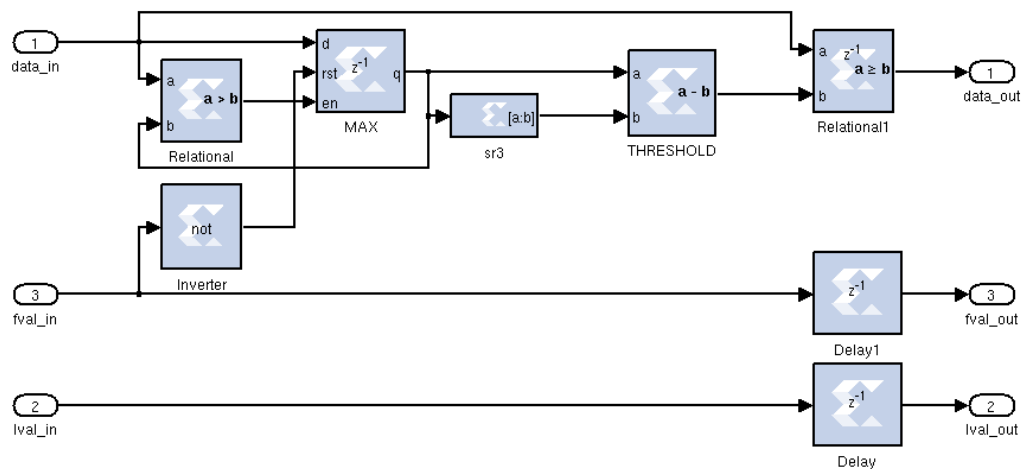 1
data_in
a
b
a > b
Relational
d
rst
en
z-1
q
MAX
[a:b]
sr3
a
b
a - b
THRESHOLD
a
b
z-1
a ≥ b
Relational1
1
data_out
not
Inverter
3
fval_in
z-1
Delay1
3
fval_out
2
lval_in
z-1
Delay
2
lval_out